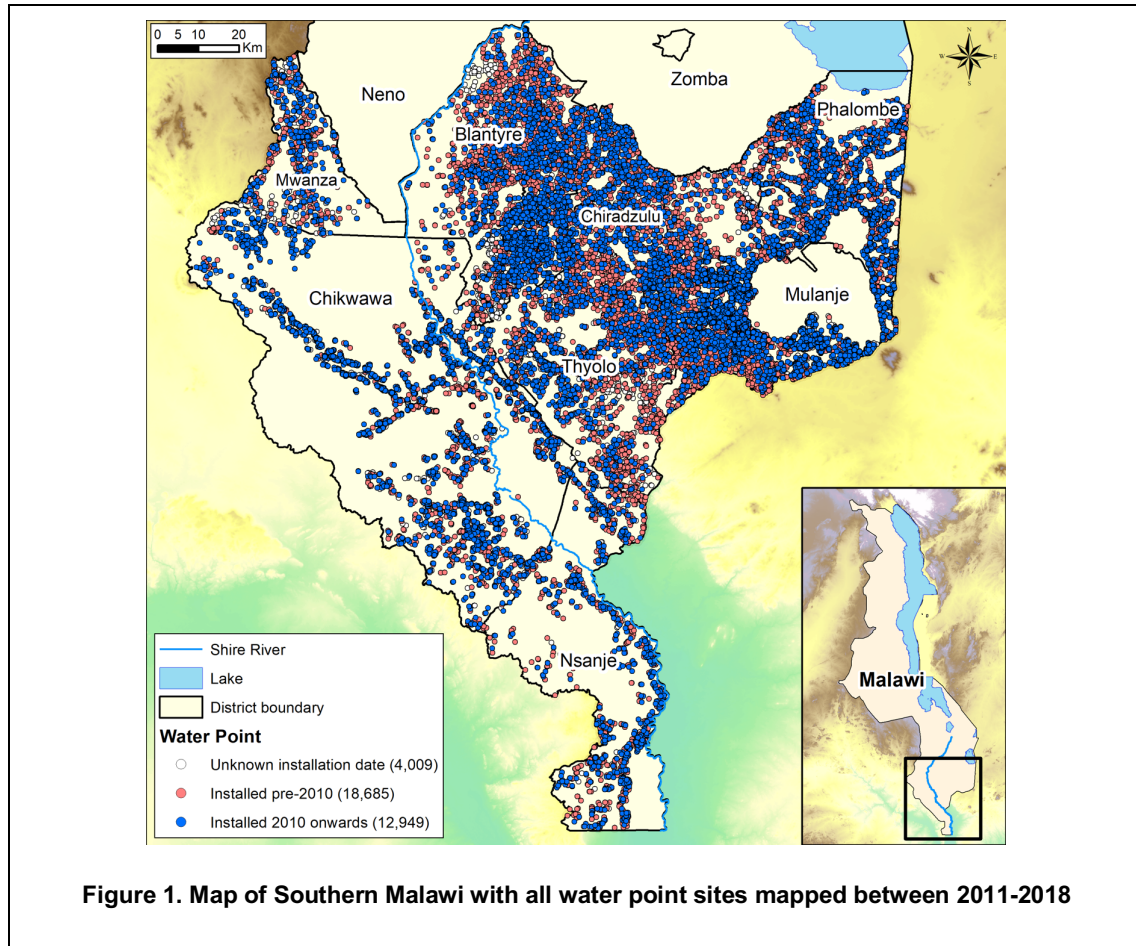 0 5 10 20
Km
N
W E
S
Neno
Zomba
Phalombe
Blantyre
Mwanza
Chiradzulu
Chikwawa
Mulanje
Thyolo
Nsanje
Malawi
Shire River
Lake
District boundary
Water Point
Unknown installation date (4,009)
Installed pre-2010 (18,685)
Installed 2010 onwards (12,949)
Figure 1. Map of Southern Malawi with all water point sites mapped between 2011-2018